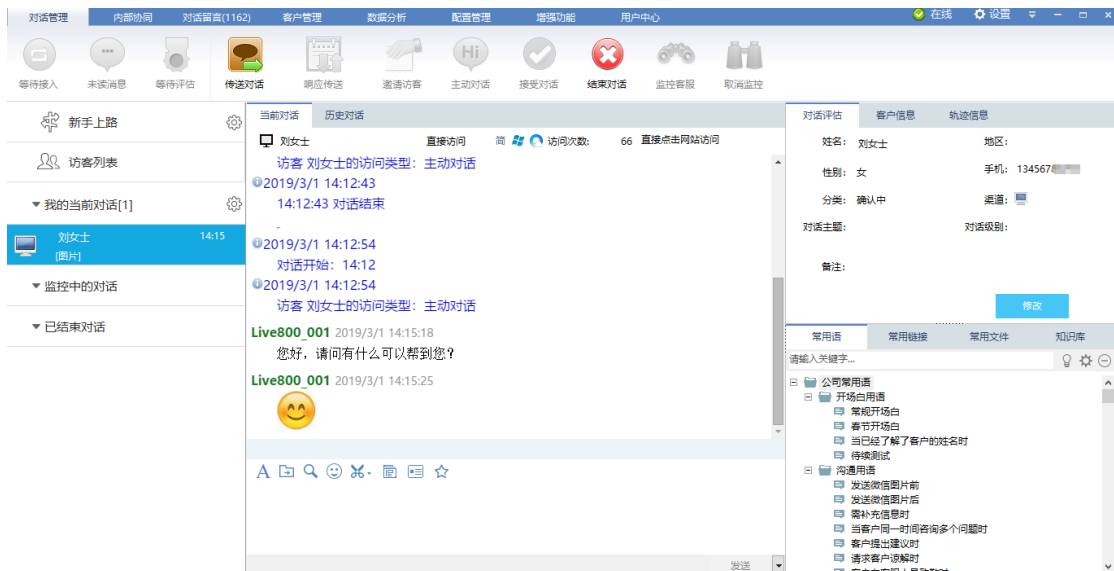 对话管理 内部协同 对话留言(1162) 客户管理 数据分析 配置管理 增强功能 用户中心 在线 设置
Hi
等待接入 未读消息 等待评估 传送对话 响应传送 邀请访客 主动对话 接受对话 结束对话 监控客服 取消监控
新手上路
访客列表
我的当前对话[1]
刘女士 14:15
[图片]
监控中的对话
已结束对话
当前对话 历史对话
刘女士 直接访问 简 访问次数: 66 直接点击网站访问
访客 刘女士的访问类型：主动对话
2019/3/1 14:12:43
14:12:43 对话结束
2019/3/1 14:12:54
对话开始：14:12
2019/3/1 14:12:54
访客 刘女士的访问类型：主动对话
Live800_001 2019/3/1 14:15:18
您好，请问有什么可以帮到您?
Live800_001 2019/3/1 14:15:25
A
发送
对话评估 客户信息 轨迹信息
姓名: 刘女士 地区:
性别: 女 手机: 134567
分类: 确认中 渠道:
对话主题: 对话级别:
备注:
修改
常用语 常用链接 常用文件 知识库
请输入关键字...
公司常用语
开场白用语
常规开场白
春节开场白
当已经了解了客户的姓名时
待续测试
沟通用语
发送微信图片前
发送微信图片后
需补充信息时
当客户同一时间咨询多个问题时
客户提出建议时
请求客户谅解时